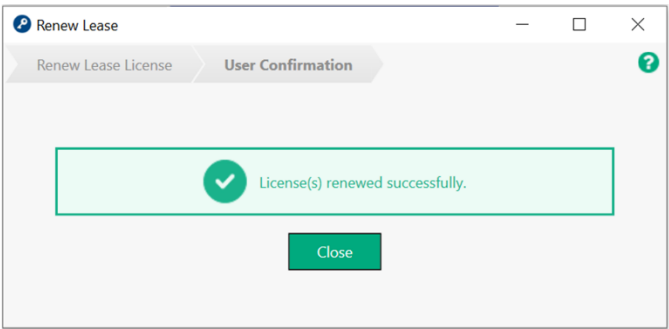 Renew Lease
Renew Lease License
User Confirmation
?
License(s) renewed successfully.
Close